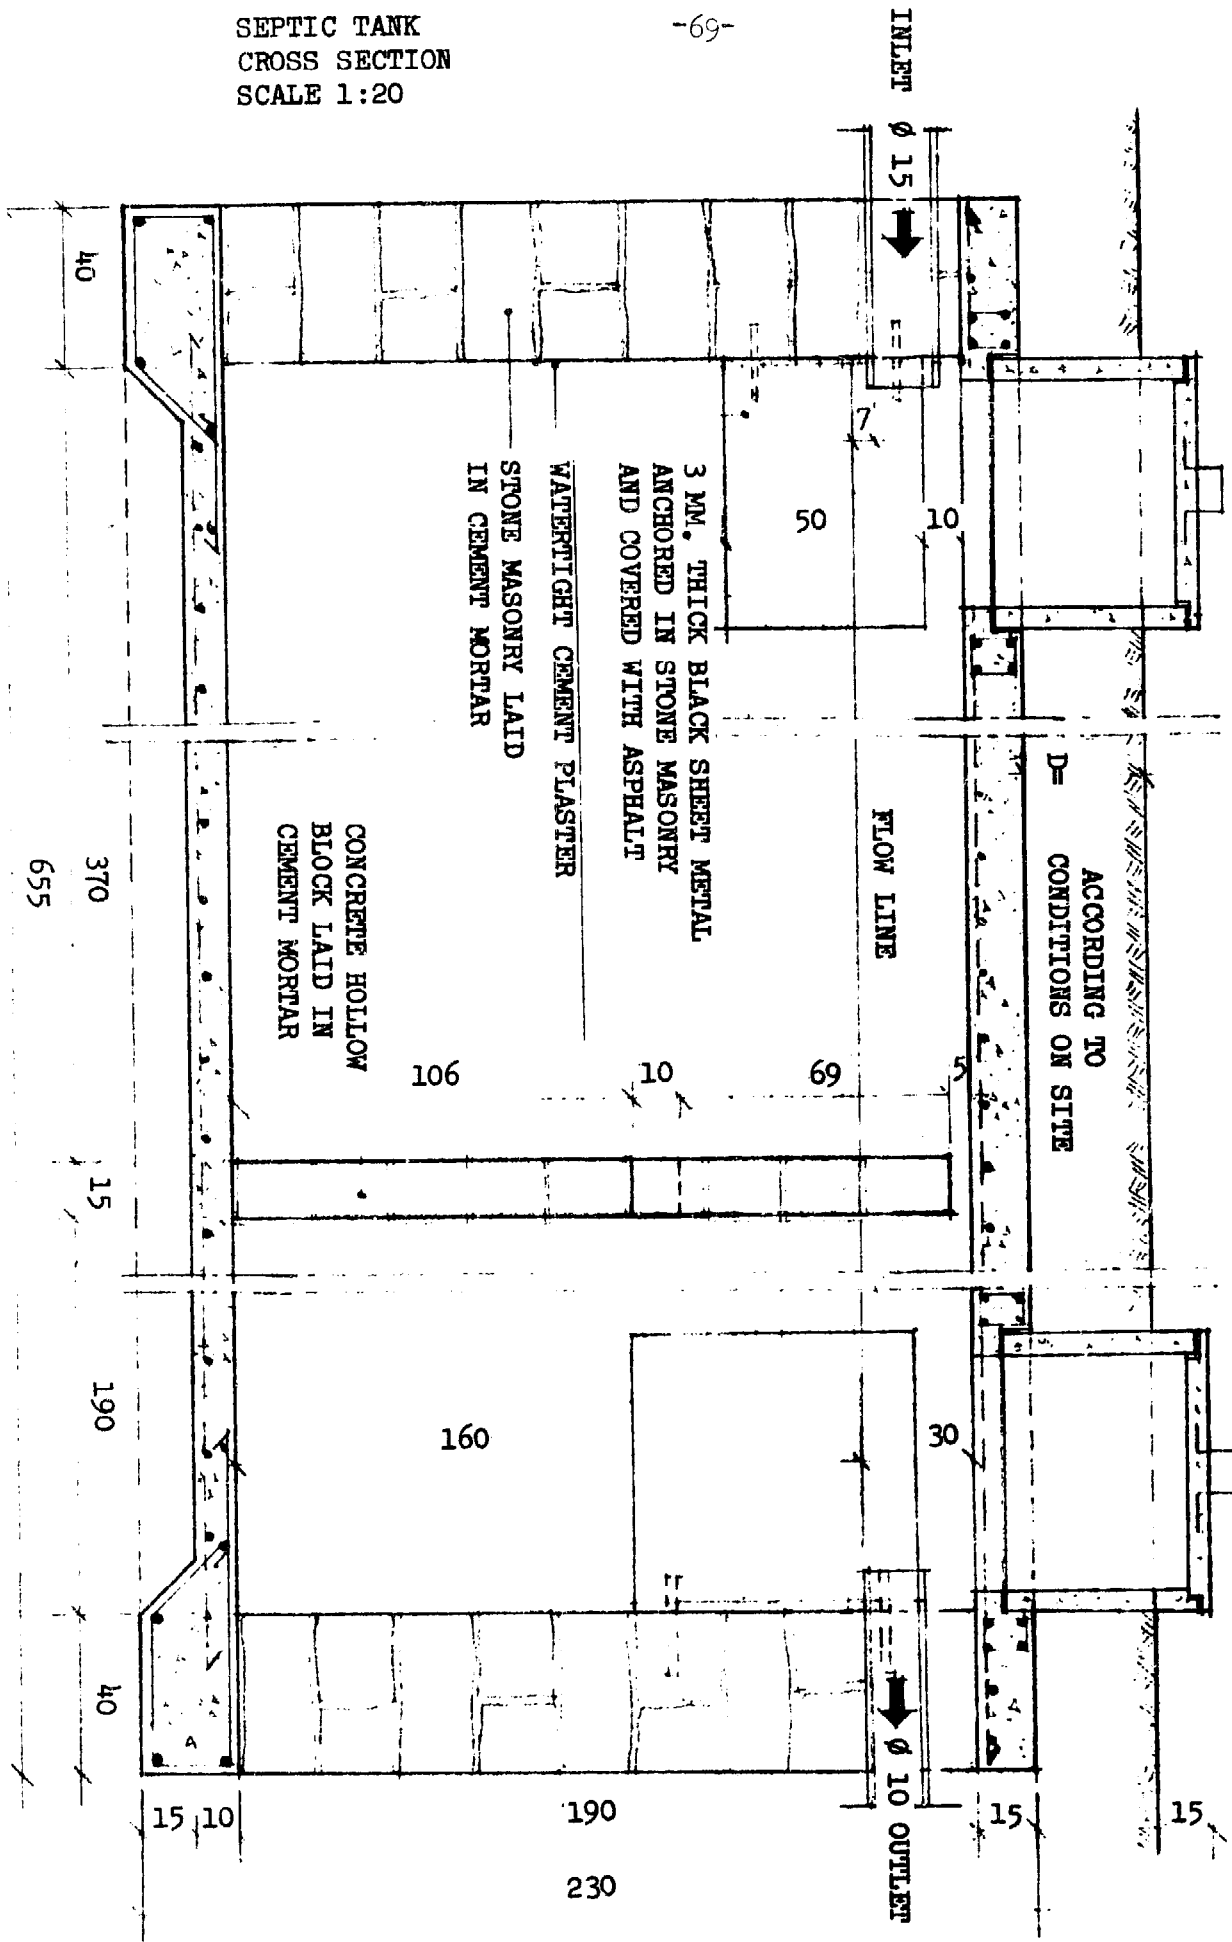 SEPTIC TANK
CROSS SECTION
SCALE 1:20
-69-
INLET Ø 15
40
7
50
10
3 MM. THICK BLACK SHEET METAL
ANCHORED IN STONE MASONRY
AND COVERED WITH ASPHALT
WATERTIGHT CEMENT PLASTER
STONE MASONRY LAID
IN CEMENT MORTAR
D=
ACCORDING TO
CONDITIONS ON SITE
FLOW LINE
CONCRETE HOLLOW
BLOCK LAID IN
CEMENT MORTAR
370
655
106
10
69
5
15
190
160
30
40
Ø 10 OUTLET
15
10
190
15
15
230